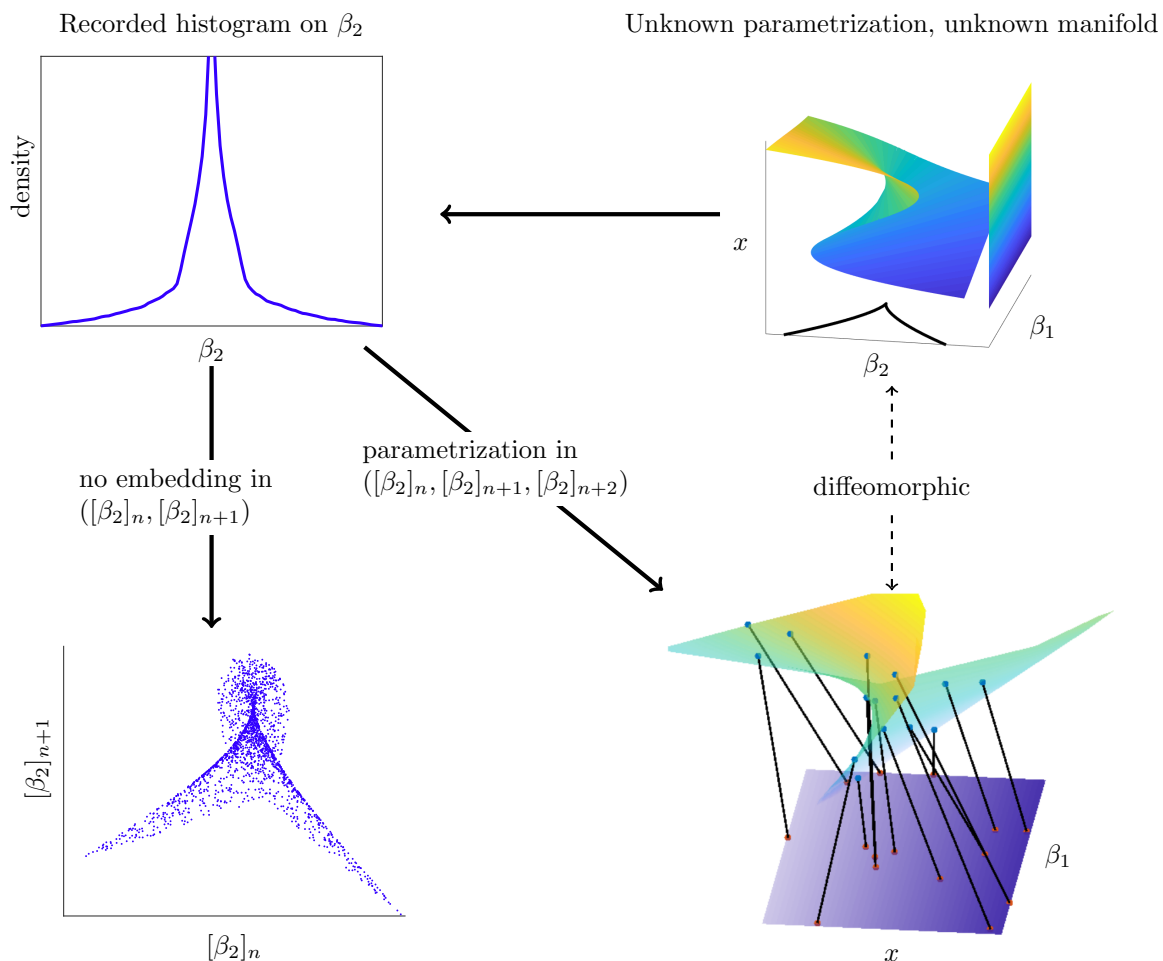 Recorded histogram on β₂
Unknown parametrization, unknown manifold
density
β₂
x
β₂
β₁
no embedding in
([β₂]ₙ, [β₂]ₙ₊₁)
parametrization in
([β₂]ₙ, [β₂]ₙ₊₁, [β₂]ₙ₊₂)
diffeomorphic
[β₂]ₙ₊₁
[β₂]ₙ
β₁
x